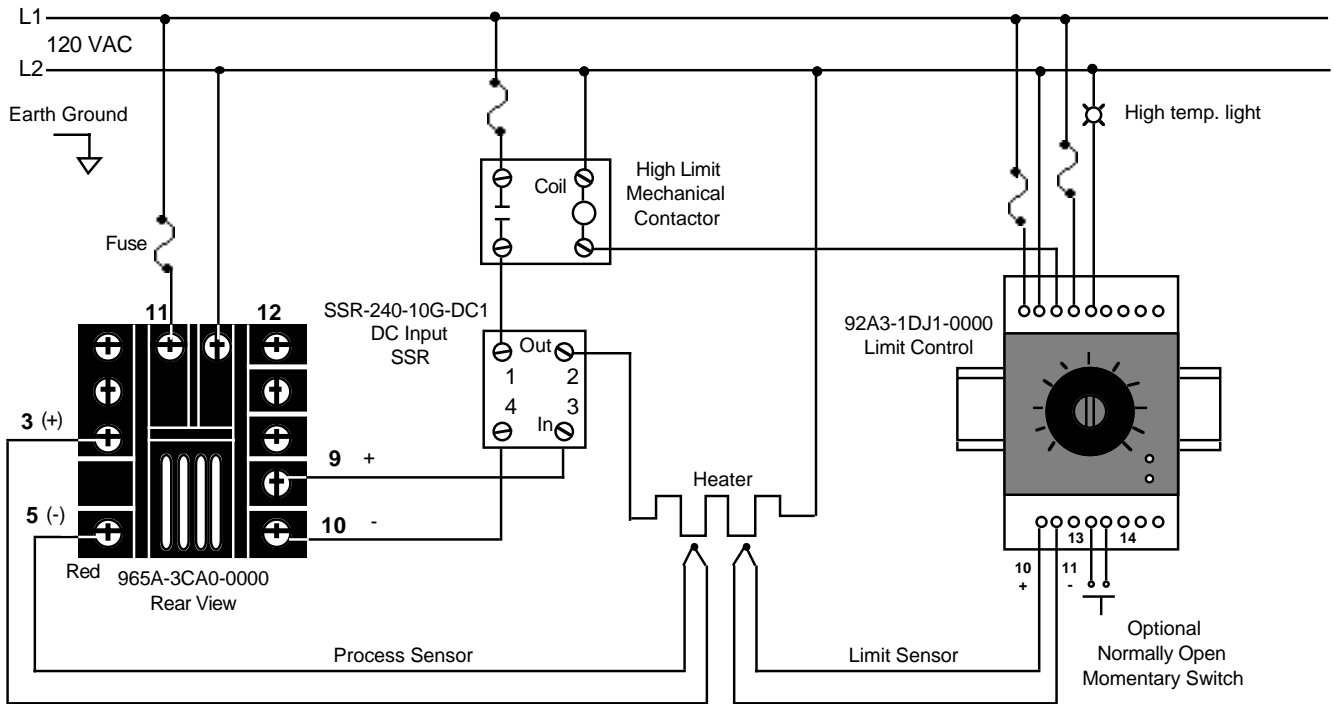 L1
120 VAC
L2
Earth Ground
High temp. light
Coil
High Limit
Mechanical
Contactor
Fuse
11
12
SSR-240-10G-DC1
DC Input
SSR
Out
1
2
4
3
In
92A3-1DJ1-0000
Limit Control
3 (+)
9 +
5 (-)
10 -
Red
965A-3CA0-0000
Rear View
Heater
13
14
10
+
11
-
Process Sensor
Limit Sensor
Optional
Normally Open
Momentary Switch